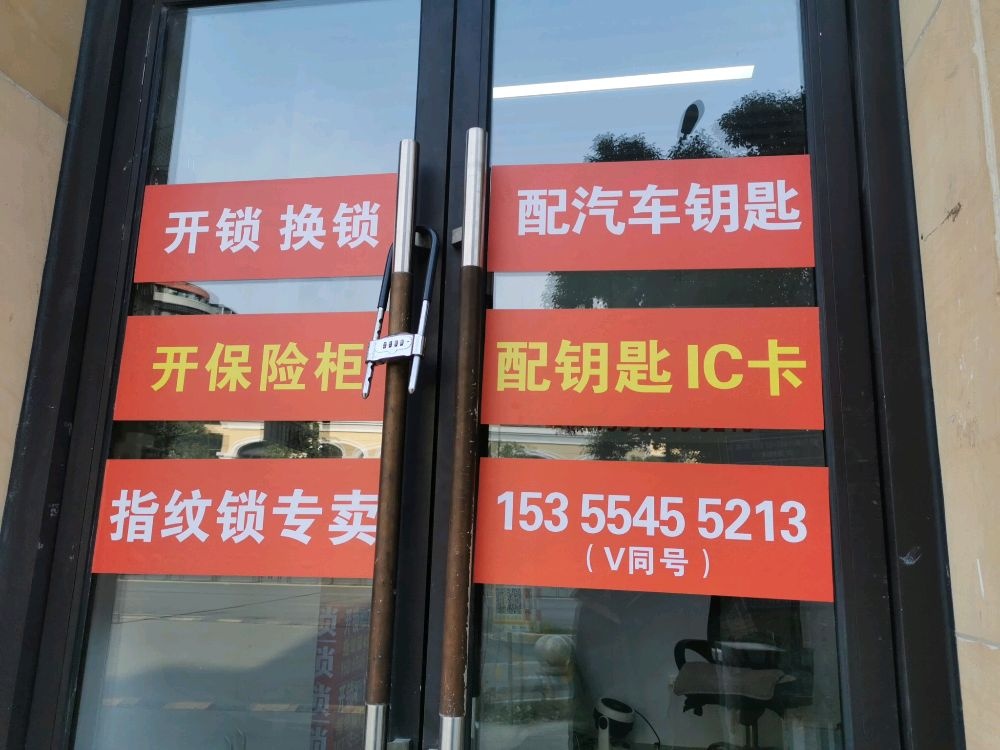 开锁 换锁
开保险柜
指纹锁专卖
配汽车钥匙
配钥匙 IC卡
153 5545 5213
（V同号）